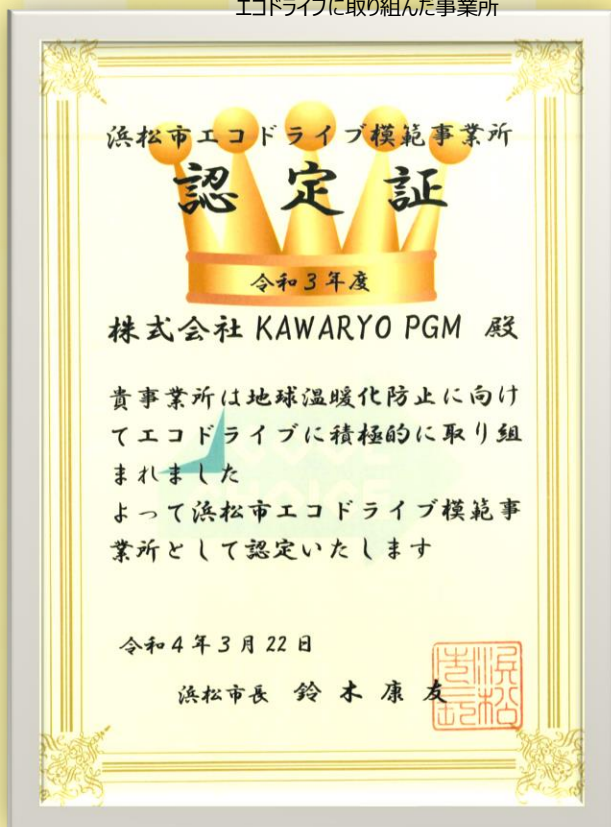 エコドライブに取り組んだ事業所
浜松市エコドライブ模範事業所
認定証
令和3年度
株式会社 KAWARYO PGM 殿
貴事業所は地球温暖化防止に向け
てエコドライブに積極的に取り組
まれました
よって浜松市エコドライブ模範事
業所として認定いたします
令和4年3月22日
浜松市長 鈴木康友